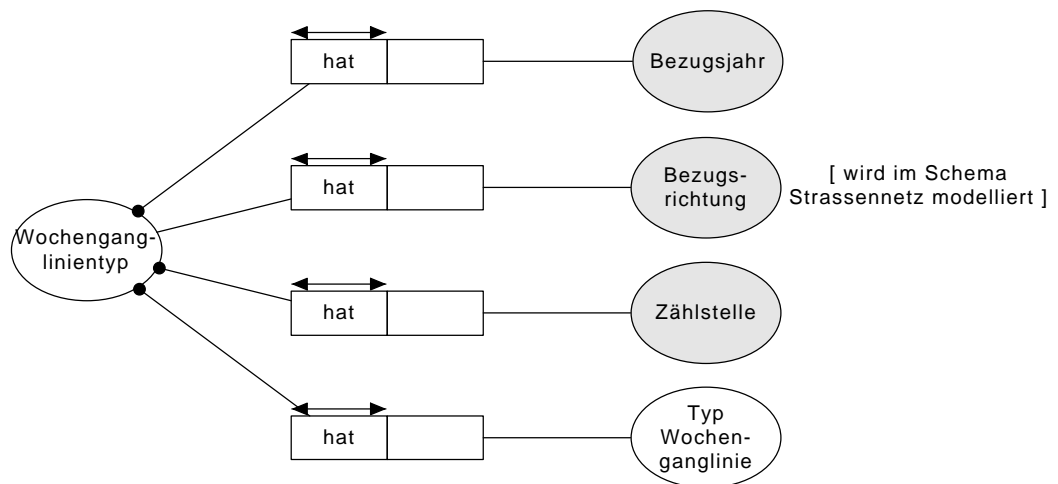 hat
Bezugsjahr
hat
Bezugs-
richtung
[ wird im Schema
Strassennetz modelliert ]
Wochengang-
linientyp
hat
Zählstelle
hat
Typ
Wochen-
ganglinie